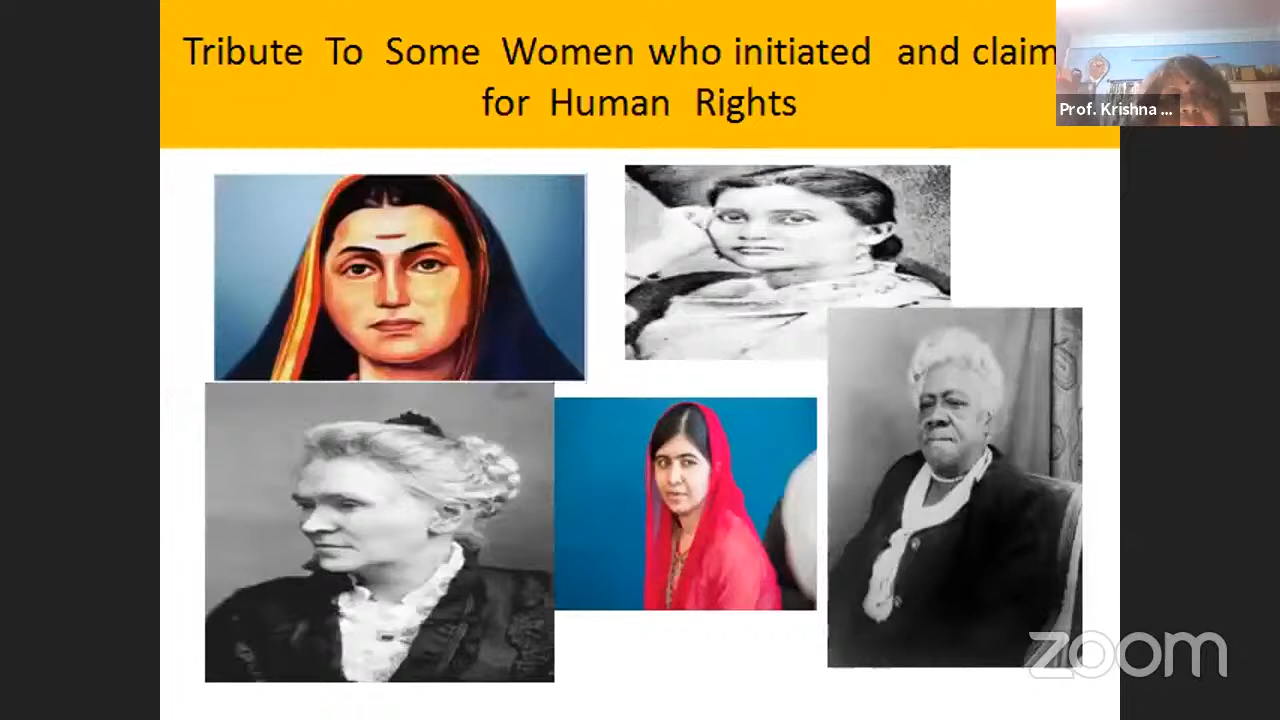 Tribute To Some Women who initiated and claim
for Human Rights
Prof. Krishna ...
zoom